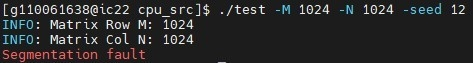 [g110061638@ic22 cpu_src]$ ./test -M 1024 -N 1024 -seed 12
INFO: Matrix Row M: 1024
INFO: Matrix Col N: 1024
Segmentation fault